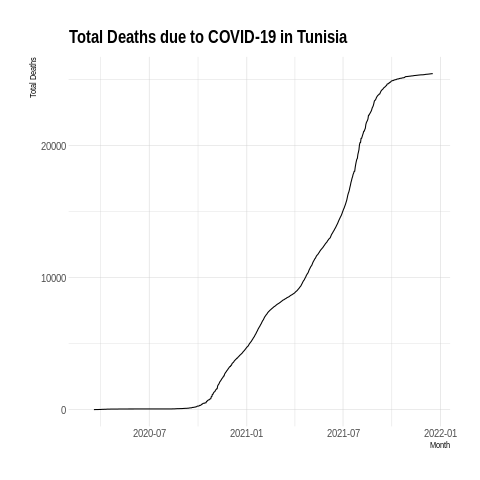 Total Deaths due to COVID-19 in Tunisia
Total Deaths
20000
10000
0
2020-07
2021-01
2021-07
2022-01
Month